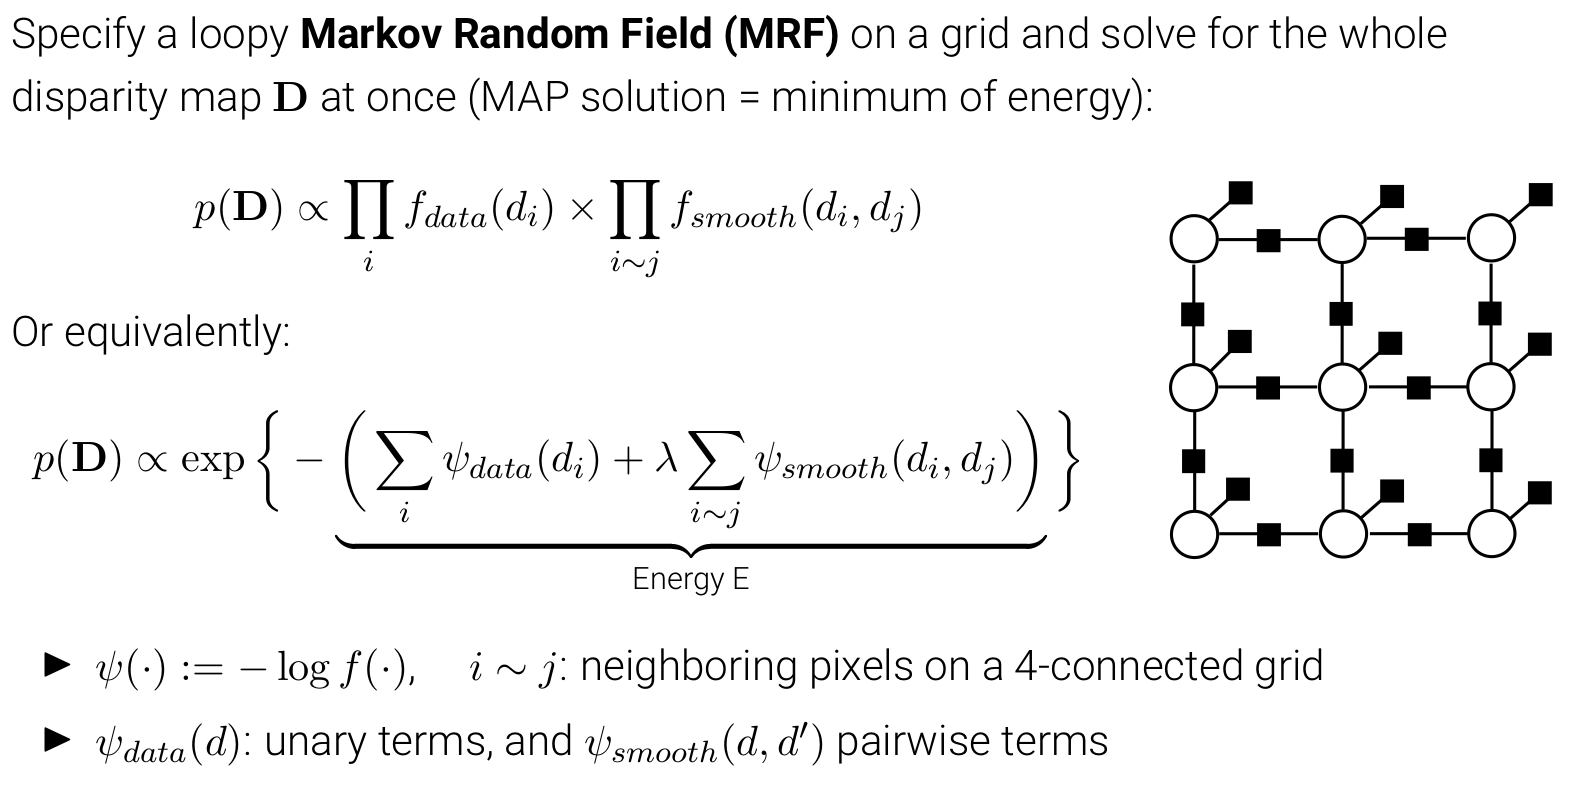 Specify a loopy Markov Random Field (MRF) on a grid and solve for the whole
disparity map D at once (MAP solution = minimum of energy):
p(D) ∝ ∏_i f_data(d_i) × ∏_{i∼j} f_smooth(d_i, d_j)
Or equivalently:
p(D) ∝ exp { − ( ∑_i ψ_data(d_i) + λ ∑_{i∼j} ψ_smooth(d_i, d_j) ) }
Energy E
▶ ψ(·) := − log f(·), i ∼ j: neighboring pixels on a 4-connected grid
▶ ψ_data(d): unary terms, and ψ_smooth(d, d′) pairwise terms